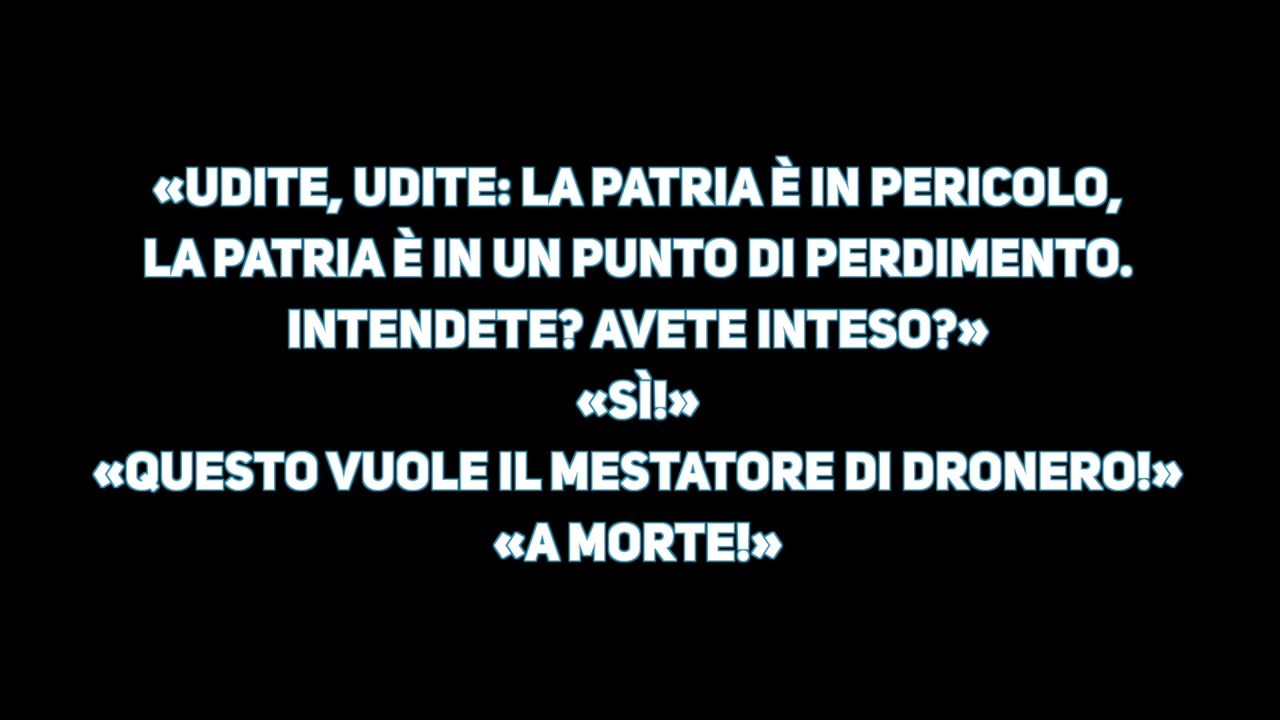 «UDITE, UDITE: LA PATRIA È IN PERICOLO,
LA PATRIA È IN UN PUNTO DI PERDIMENTO.
INTENDETE? AVETE INTESO?»
«SÌ!»
«QUESTO VUOLE IL MESTATORE DI DRONERO!»
«A MORTE!»